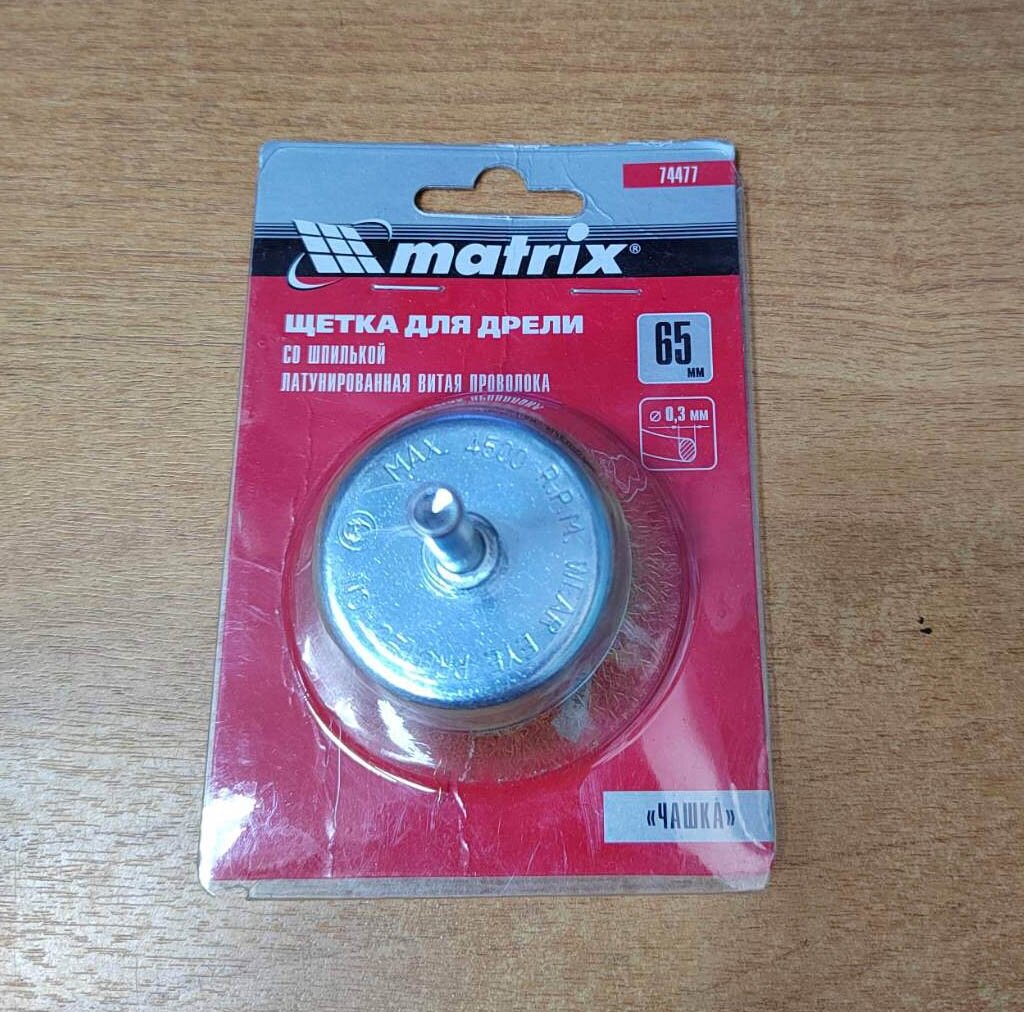 74477
matrix®
ЩЕТКА ДЛЯ ДРЕЛИ
СО ШПИЛЬКОЙ
ЛАТУНИРОВАННАЯ ВИТАЯ ПРОВОЛОКА
65
мм
⌀ 0,3 мм
MAX. 4500 R.P.M. WEAR EYE
«ЧАШКА»